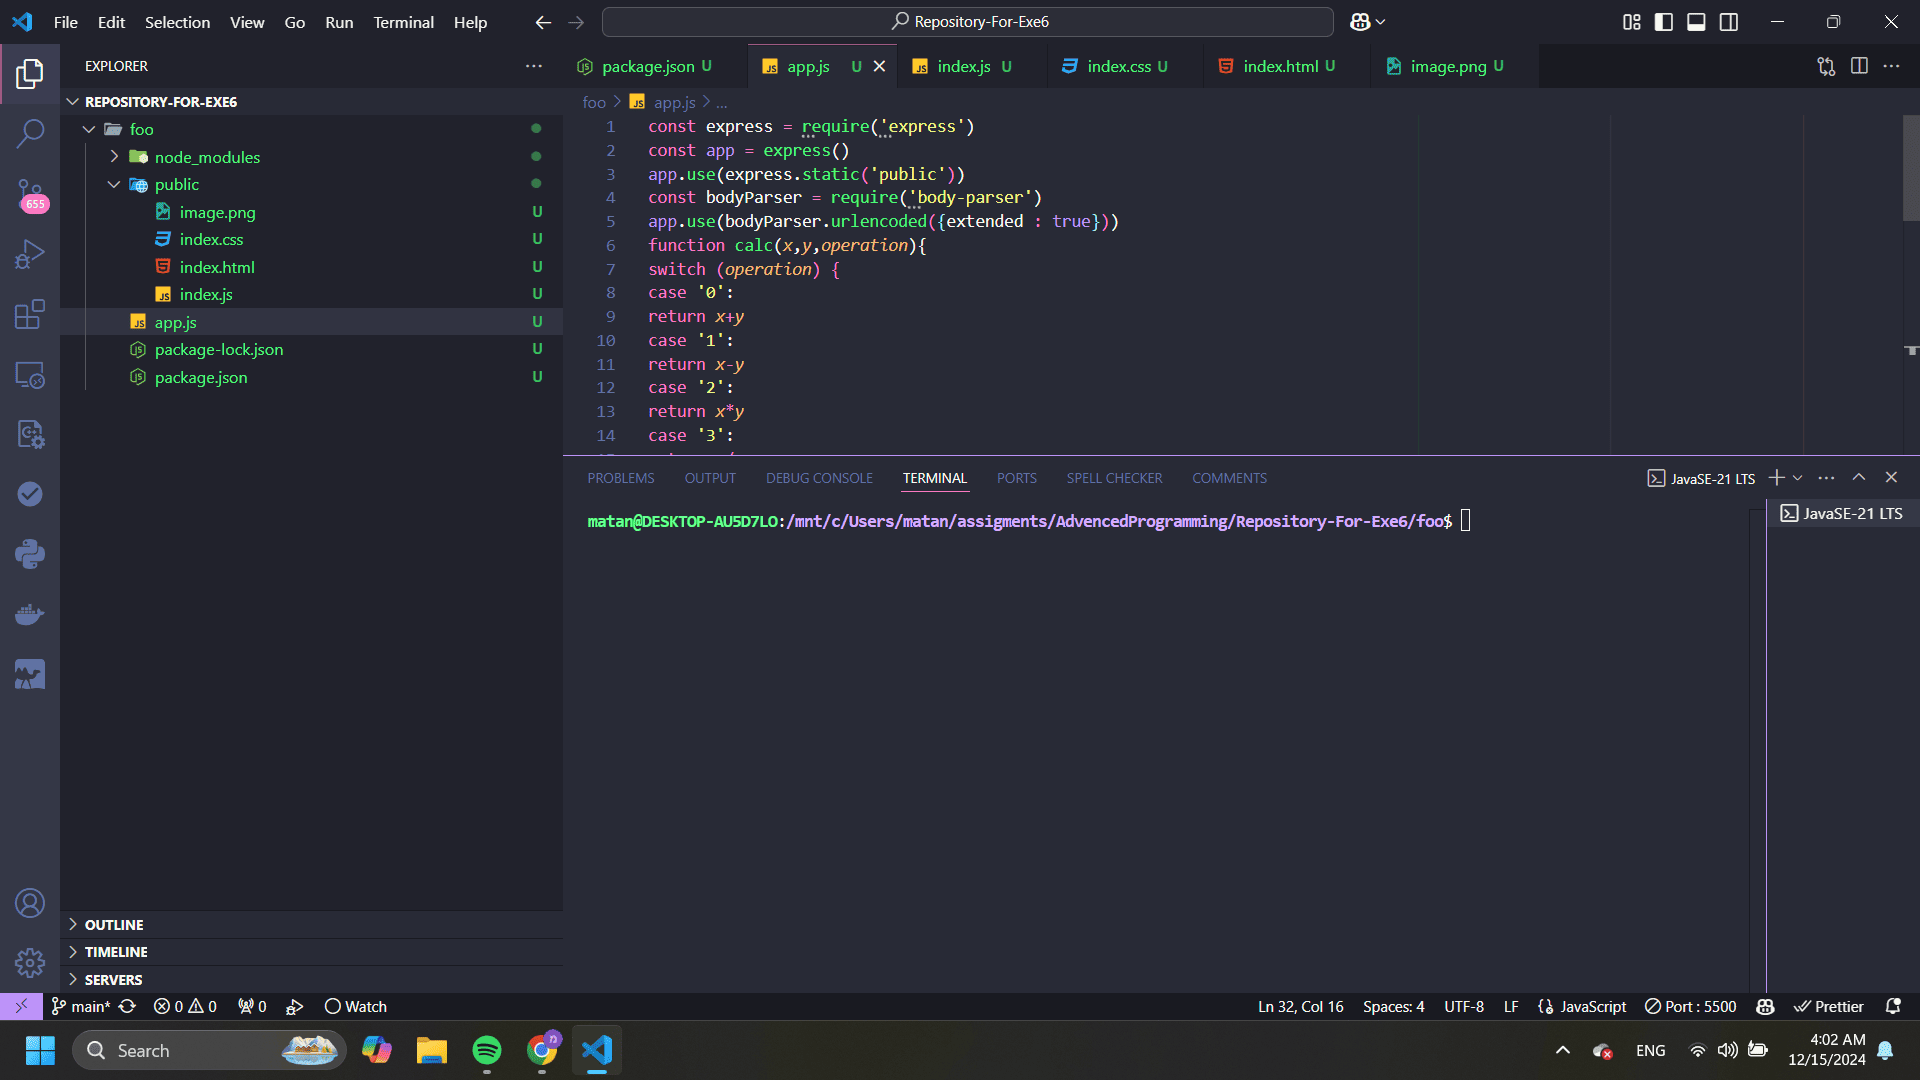 File Edit Selection View Go Run Terminal Help
Repository-For-Exe6
EXPLORER
REPOSITORY-FOR-EXE6
foo
node_modules
public
image.png U
index.css U
index.html U
index.js U
app.js U
package-lock.json U
package.json U
OUTLINE
TIMELINE
SERVERS
655
package.json U
app.js U
index.js U
index.css U
index.html U
image.png U
foo > app.js > ...
1 const express = require('express')
2 const app = express()
3 app.use(express.static('public'))
4 const bodyParser = require('body-parser')
5 app.use(bodyParser.urlencoded({extended : true}))
6 function calc(x,y,operation){
7 switch (operation) {
8 case '0':
9 return x+y
10 case '1':
11 return x-y
12 case '2':
13 return x*y
14 case '3':
PROBLEMS OUTPUT DEBUG CONSOLE TERMINAL PORTS SPELL CHECKER COMMENTS
JavaSE-21 LTS
matan@DESKTOP-AU5D7LO:/mnt/c/Users/matan/assigments/AdvencedProgramming/Repository-For-Exe6/foo$
JavaSE-21 LTS
main* 0 0 0 Watch
Ln 32, Col 16 Spaces: 4 UTF-8 LF {} JavaScript Port : 5500 Prettier
Search
ENG
4:02 AM
12/15/2024